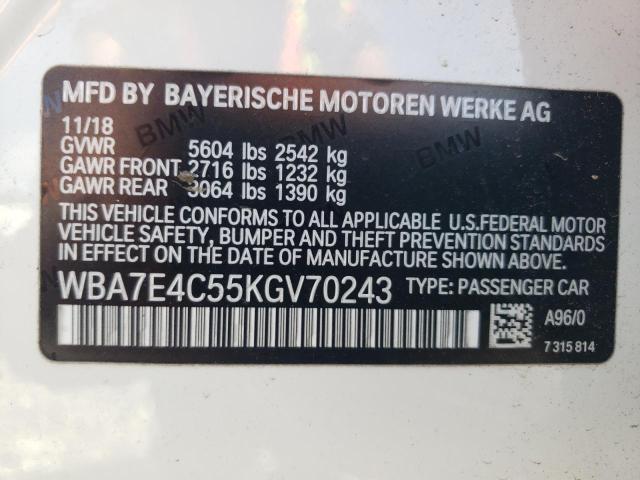 MFD BY BAYERISCHE MOTOREN WERKE AG
11/18
GVWR 5604 lbs 2542 kg
GAWR FRONT 2716 lbs 1232 kg
GAWR REAR 3064 lbs 1390 kg
THIS VEHICLE CONFORMS TO ALL APPLICABLE U.S.FEDERAL MOTOR
VEHICLE SAFETY, BUMPER AND THEFT PREVENTION STANDARDS
IN EFFECT ON THE DATE OF MANUFACTURE SHOWN ABOVE.
WBA7E4C55KGV70243 TYPE: PASSENGER CAR
A96/0
7 315 814
BMW
BMW
BMW